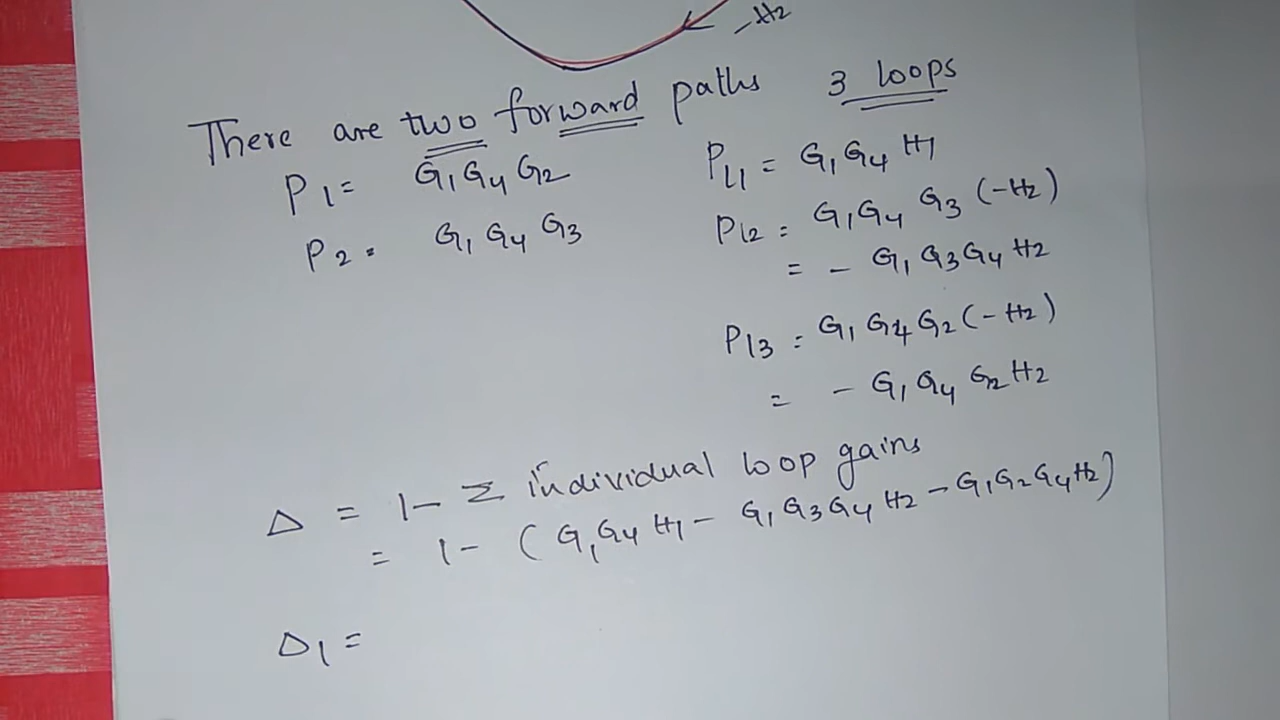 -H2
There are two forward paths 3 loops
P1 = G1G4G2
P2 = G1G4G3
PL1 = G1G4H1
PL2 = G1G4G3(-H2)
= - G1G3G4H2
PL3 = G1G4G2(-H2)
= - G1G4G2H2
Δ = 1- Σ individual loop gains
= 1- (G1G4H1 - G1G3G4H2 - G1G2G4H2)
Δ1 =